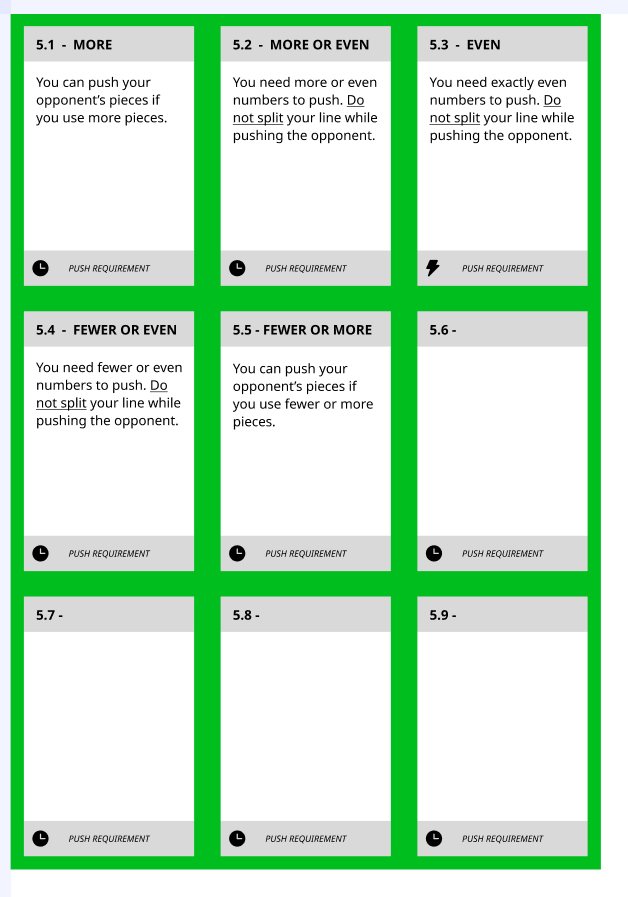 5.1 - MORE
You can push your
opponent's pieces if
you use more pieces.
PUSH REQUIREMENT
5.2 - MORE OR EVEN
You need more or even
numbers to push. Do
not split your line while
pushing the opponent.
PUSH REQUIREMENT
5.3 - EVEN
You need exactly even
numbers to push. Do
not split your line while
pushing the opponent.
PUSH REQUIREMENT
5.4 - FEWER OR EVEN
You need fewer or even
numbers to push. Do
not split your line while
pushing the opponent.
PUSH REQUIREMENT
5.5 - FEWER OR MORE
You can push your
opponent's pieces if
you use fewer or more
pieces.
PUSH REQUIREMENT
5.6 -
PUSH REQUIREMENT
5.7 -
PUSH REQUIREMENT
5.8 -
PUSH REQUIREMENT
5.9 -
PUSH REQUIREMENT